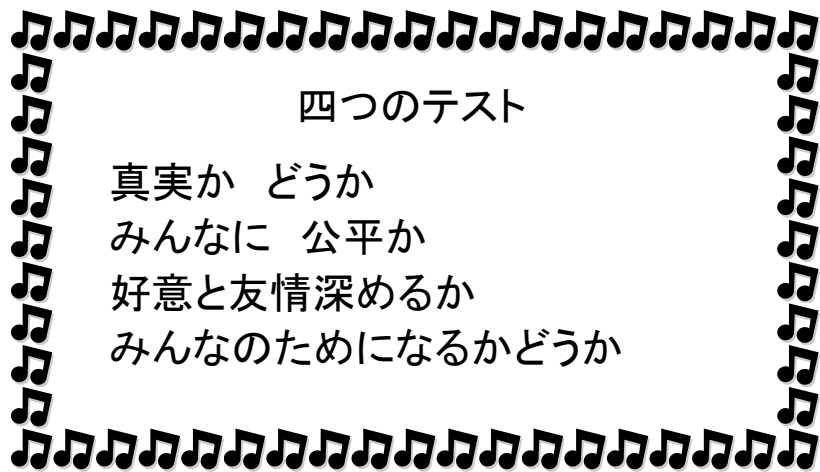 四つのテスト
真実か　どうか
みんなに　公平か
好意と友情深めるか
みんなのためになるかどうか